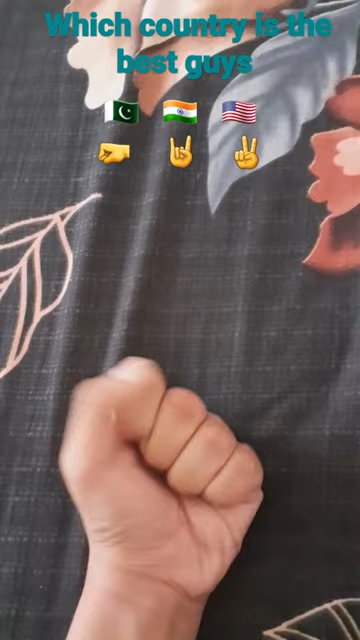 Which country is the
best guys
🇵🇰 🇮🇳 🇺🇸
🤛 🤘 ✌️